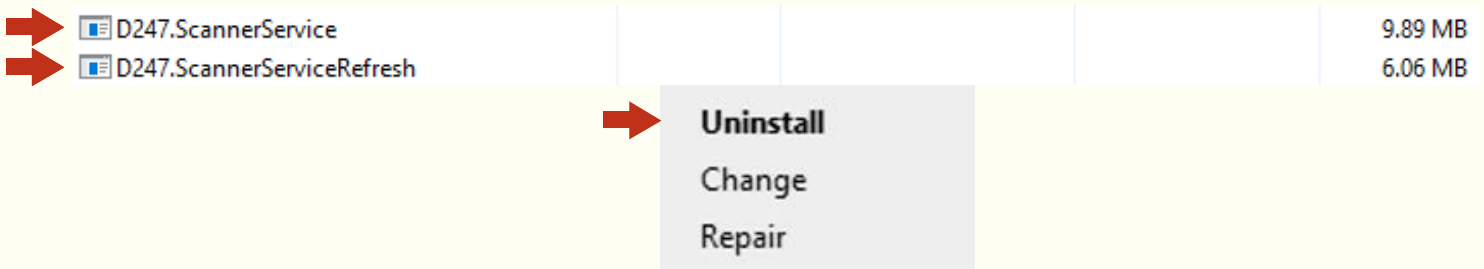 D247.ScannerService 9.89 MB
D247.ScannerServiceRefresh 6.06 MB
Uninstall
Change
Repair